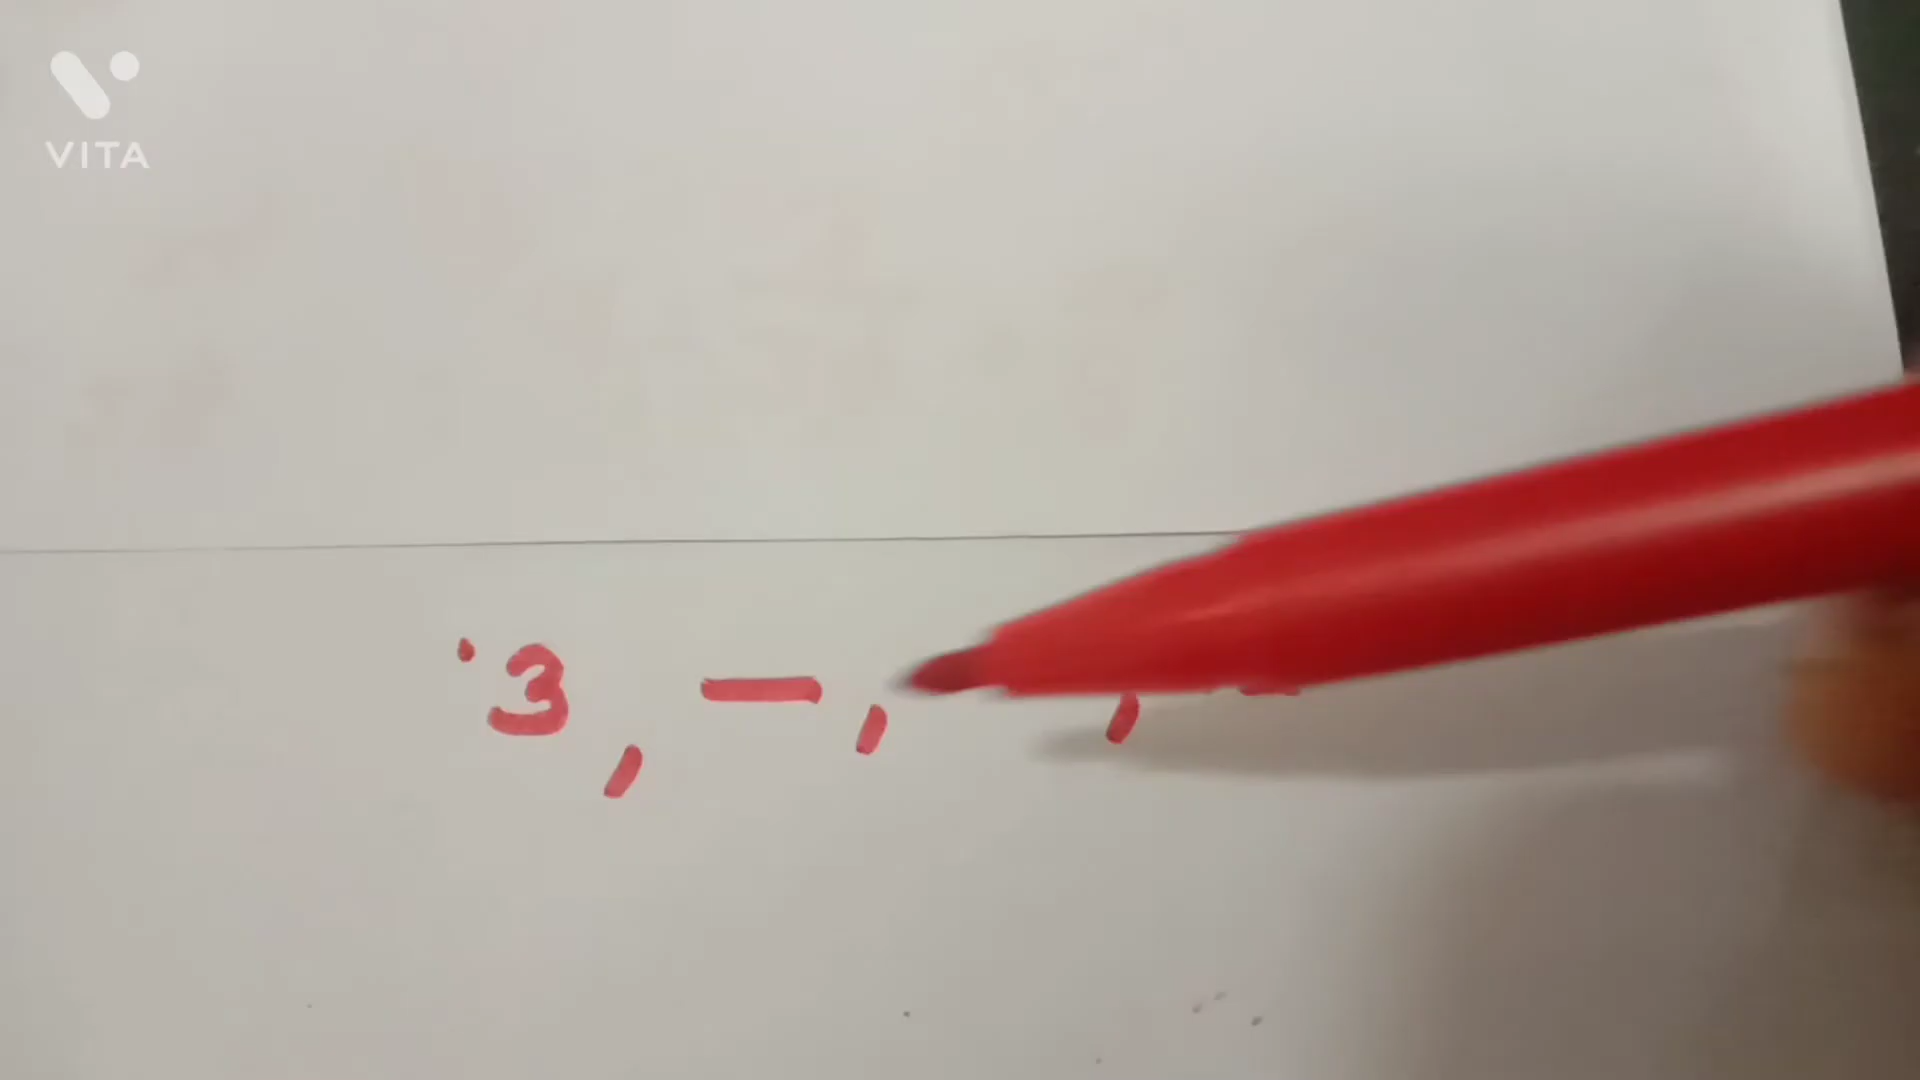 VITA
3, —, , —